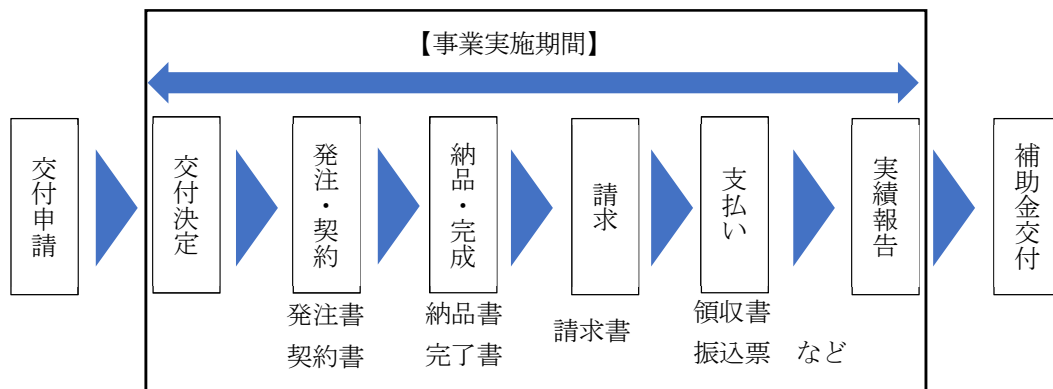 【事業実施期間】
交付申請
交付決定
発注・契約
納品・完成
請求
支払い
実績報告
補助金交付
発注書
契約書
納品書
完了書
請求書
領収書
振込票 など